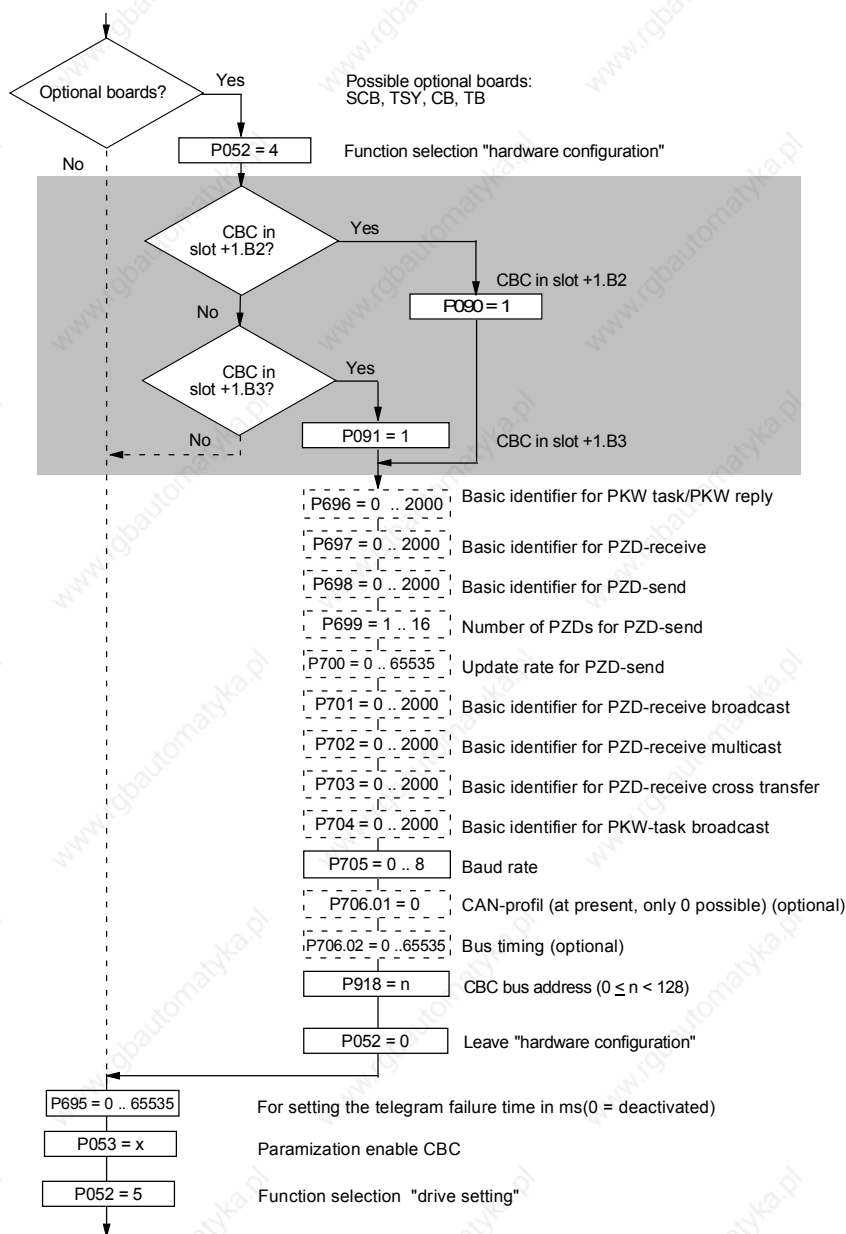 Optional boards?
Yes
Possible optional boards:
SCB, TSY, CB, TB
No
P052 = 4
Function selection "hardware configuration"
CBC in
slot +1.B2?
Yes
CBC in slot +1.B2
P090 = 1
No
CBC in
slot +1.B3?
Yes
No
P091 = 1
CBC in slot +1.B3
P696 = 0 .. 2000
Basic identifier for PKW task/PKW reply
P697 = 0 .. 2000
Basic identifier for PZD-receive
P698 = 0 .. 2000
Basic identifier for PZD-send
P699 = 1 .. 16
Number of PZDs for PZD-send
P700 = 0 .. 65535
Update rate for PZD-send
P701 = 0 .. 2000
Basic identifier for PZD-receive broadcast
P702 = 0 .. 2000
Basic identifier for PZD-receive multicast
P703 = 0 .. 2000
Basic identifier for PZD-receive cross transfer
P704 = 0 .. 2000
Basic identifier for PKW-task broadcast
P705 = 0 .. 8
Baud rate
P706.01 = 0
CAN-profil (at present, only 0 possible) (optional)
P706.02 = 0 ..65535
Bus timing (optional)
P918 = n
CBC bus address (0 ≤ n < 128)
P052 = 0
Leave "hardware configuration"
P695 = 0 .. 65535
For setting the telegram failure time in ms(0 = deactivated)
P053 = x
Paramization enable CBC
P052 = 5
Function selection "drive setting"
www.rgbautomatyka.pl